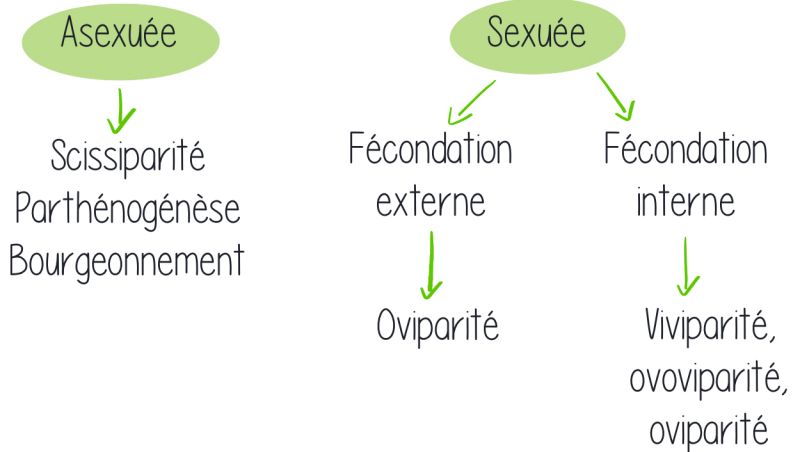 Asexuée
Scissiparité
Parthénogénèse
Bourgeonnement
Sexuée
Fécondation
externe
Oviparité
Fécondation
interne
Viviparité,
ovoviparité,
oviparité